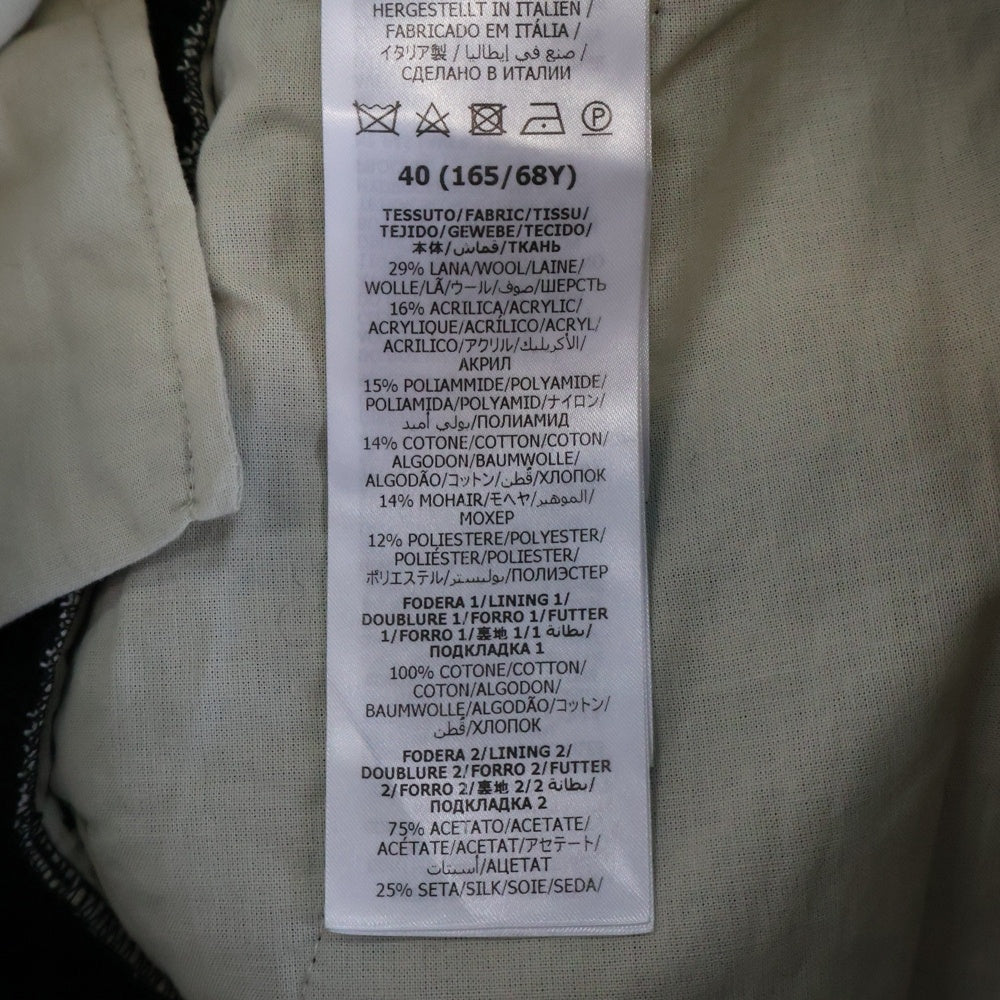 HERGESTELLT IN ITALIEN /
FABRICADO EM ITÁLIA /
イタリア製 / صنع في إيطاليا /
СДЕЛАНО В ИТАЛИИ
P
40 (165/68Y)
TESSUTO/FABRIC/TISSU/
TEJIDO/GEWEBE/TECIDO/
本体/قماش/ТКАНЬ
29% LANA/WOOL/LAINE/
WOLLE/LÃ/ウール/صوف/ШЕРСТЬ
16% ACRILICA/ACRYLIC/
ACRYLIQUE/ACRÍLICO/ACRYL/
ACRILICO/アクリル/الأكريليك/
АКРИЛ
15% POLIAMMIDE/POLYAMIDE/
POLIAMIDA/POLYAMID/ナイロン/
بولي أميد/ПОЛИАМИД
14% COTONE/COTTON/COTON/
ALGODON/BAUMWOLLE/
ALGODÃO/コットン/قطن/ХЛОПОК
14% MOHAIR/モヘヤ/الموهير/
МОХЕР
12% POLIESTERE/POLYESTER/
POLIÉSTER/POLIESTER/
ポリエステル/بوليستر/ПОЛИЭСТЕР
FODERA 1/LINING 1/
DOUBLURE 1/FORRO 1/FUTTER
1/FORRO 1/裏地 1/1 بطانة/
ПОДКЛАДКА 1
100% COTONE/COTTON/
COTON/ALGODON/
BAUMWOLLE/ALGODÃO/コットン/
قطن/ХЛОПОК
FODERA 2/LINING 2/
DOUBLURE 2/FORRO 2/FUTTER
2/FORRO 2/裏地 2/2 بطانة/
ПОДКЛАДКА 2
75% ACETATO/ACETATE/
ACÉTATE/ACETAT/アセテート/
أسيتات/АЦЕТАТ
25% SETA/SILK/SOIE/SEDA/